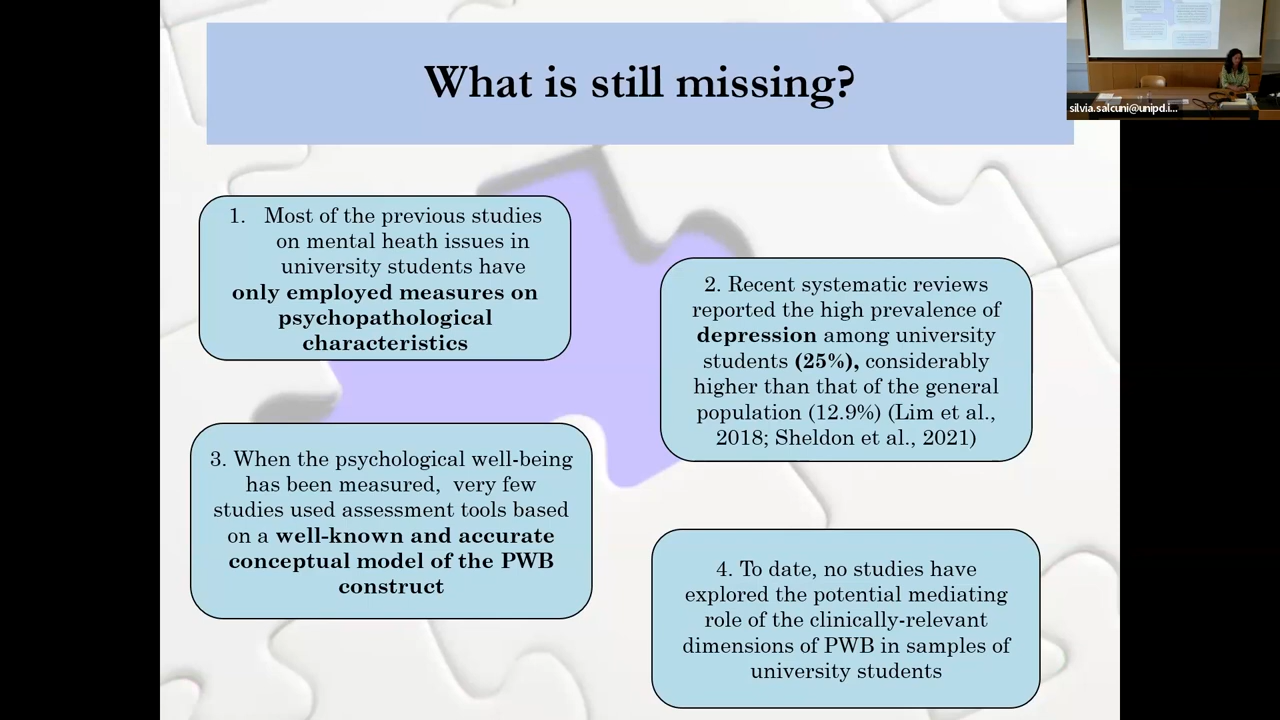 What is still missing?
silvia.salcuni@unipd.i...
1. Most of the previous studies
on mental heath issues in
university students have
only employed measures on
psychopathological
characteristics
2. Recent systematic reviews
reported the high prevalence of
depression among university
students (25%), considerably
higher than that of the general
population (12.9%) (Lim et al.,
2018; Sheldon et al., 2021)
3. When the psychological well-being
has been measured, very few
studies used assessment tools based
on a well-known and accurate
conceptual model of the PWB
construct
4. To date, no studies have
explored the potential mediating
role of the clinically-relevant
dimensions of PWB in samples of
university students